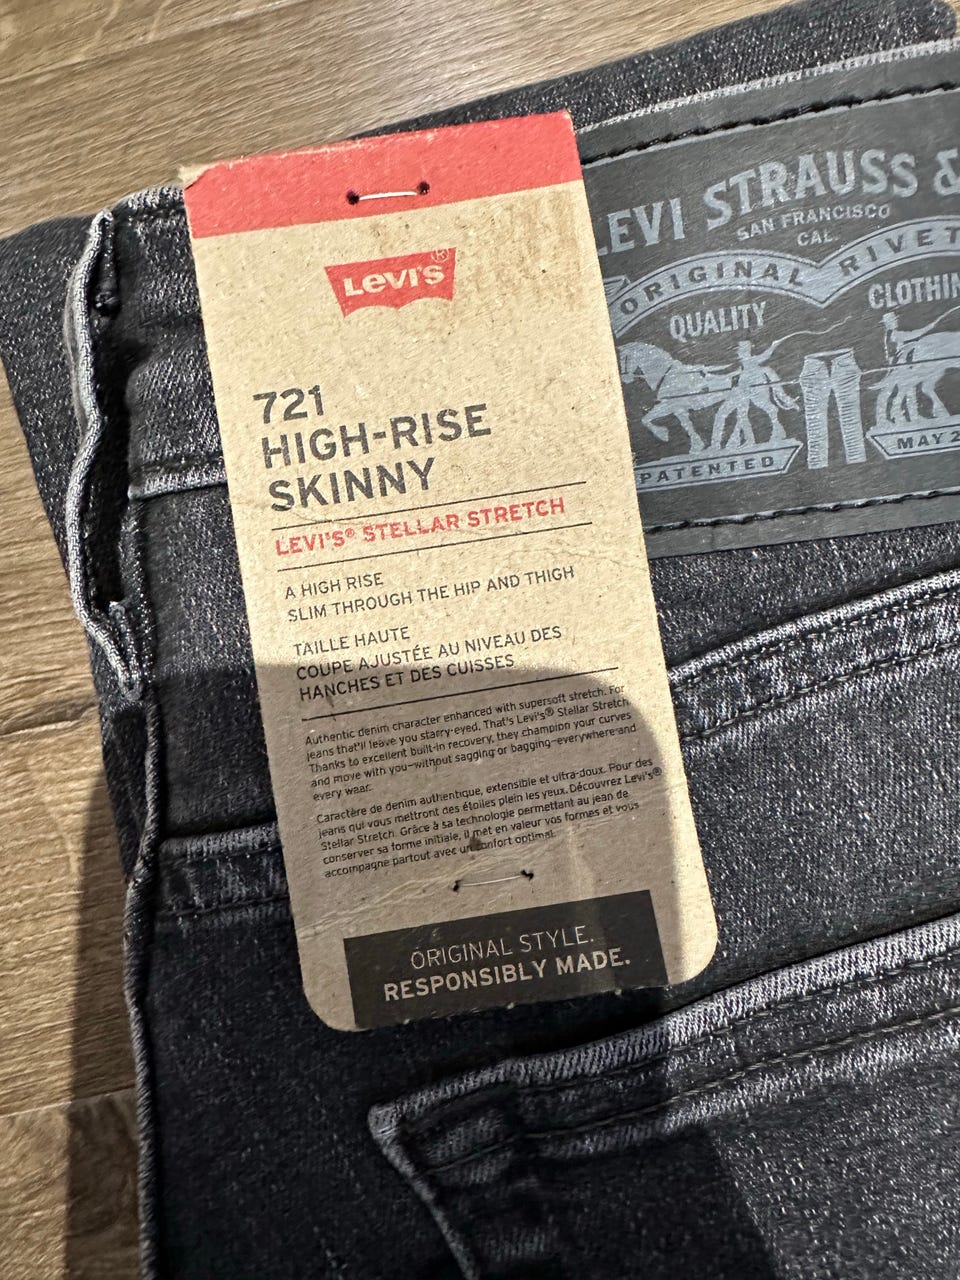 LEVI'S®
721
HIGH-RISE
SKINNY
LEVI'S® STELLAR STRETCH
A HIGH RISE
SLIM THROUGH THE HIP AND THIGH
TAILLE HAUTE
COUPE AJUSTÉE AU NIVEAU DES
HANCHES ET DES CUISSES
Authentic denim character enhanced with supersoft stretch. For
jeans that'll leave you starry-eyed. That's Levi's® Stellar Stretch.
Thanks to excellent built-in recovery, they champion your curves
and move with you—without sagging or bagging—everywhere and
every wear.
Caractère de denim authentique, extensible et ultra-doux. Pour des
jeans qui vous mettront des étoiles plein les yeux. Découvrez Levi's®
Stellar Stretch. Grâce à sa technologie permettant au jean de
conserver sa forme initiale, il met en valeur vos formes et vous
accompagne partout avec un confort optimal.
ORIGINAL STYLE.
RESPONSIBLY MADE.
LEVI STRAUSS &
SAN FRANCISCO
CAL.
ORIGINAL RIVET
QUALITY CLOTHIN
PATENTED MAY 2